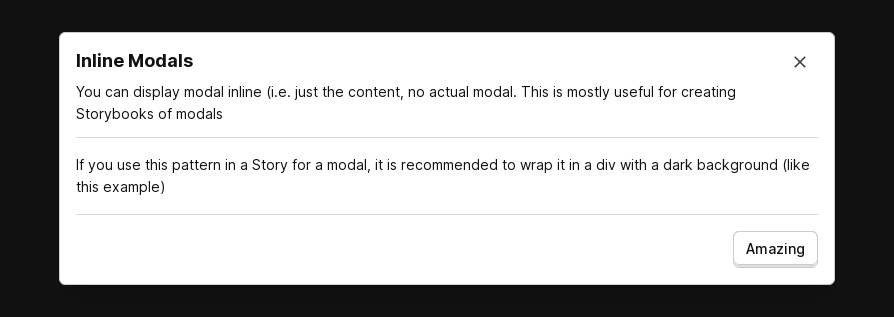 Inline Modals
You can display modal inline (i.e. just the content, no actual modal. This is mostly useful for creating
Storybooks of modals
If you use this pattern in a Story for a modal, it is recommended to wrap it in a div with a dark background (like
this example)
Amazing